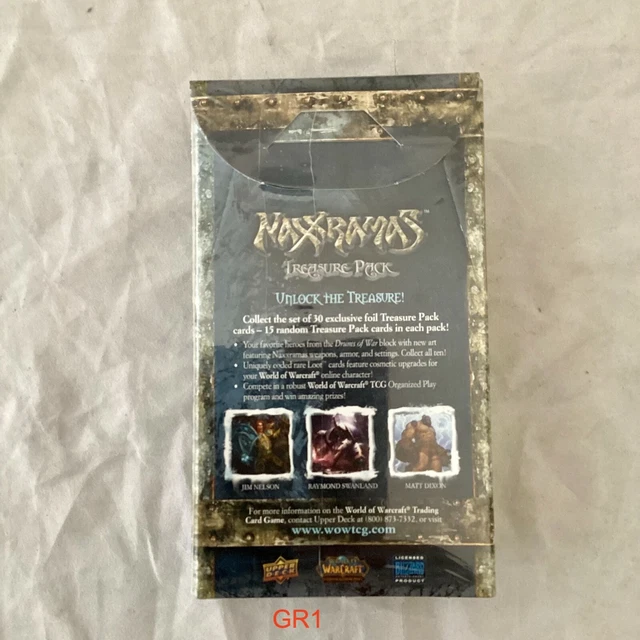 NAXXRAMAS™
TREASURE PACK
UNLOCK THE TREASURE!
Collect the set of 30 exclusive foil Treasure Pack
cards – 15 random Treasure Pack cards in each pack!
• Your favorite heroes from the Drums of War block with new art
featuring Naxxramas weapons, armor, and settings. Collect all ten!
• Uniquely coded rare Loot™ cards feature cosmetic upgrades for
your World of Warcraft® online character!
• Compete in a robust World of Warcraft® TCG Organized Play
program and win amazing prizes!
JIM NELSON RAYMOND SWANLAND MATT DIXON
For more information on the World of Warcraft® Trading
Card Game, contact Upper Deck at (800) 873-7332, or visit
www.wowtcg.com
UPPER DECK WORLD OF WARCRAFT LICENSED
BLIZZARD
PRODUCT
GR1